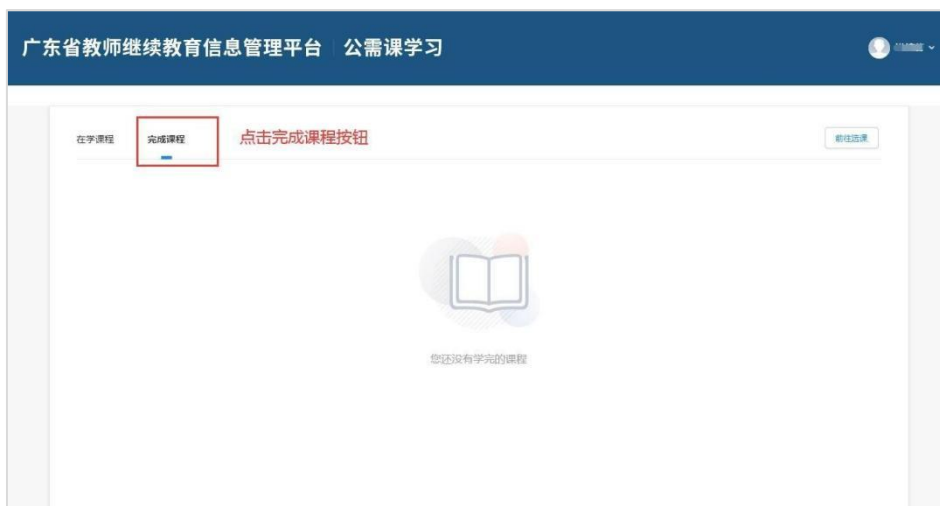 广东省教师继续教育信息管理平台 公需课学习
在学课程 完成课程 点击完成课程按钮 前往选课
您还没有学完的课程